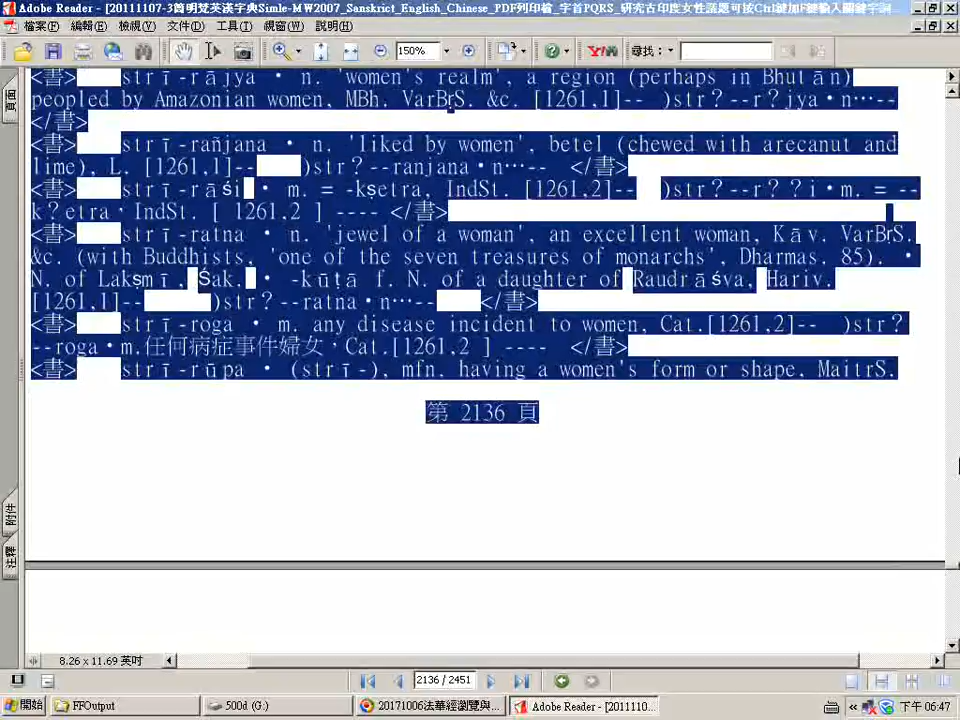 Adobe Reader - [20111107-3簡明梵英漢字典Simle-MW2007_Sanskrict_English_Chinese_PDF列印檔_字首PQRS_研究古印度女性議題可按Ctrl鍵加F鍵輸入關鍵字詞
檔案(F) 編輯(E) 檢視(V) 文件(D) 工具(T) 視窗(W) 說明(H)
150% 尋找:
頁面
<書> strī-rājya • n. 'women's realm', a region (perhaps in Bhutān)
peopled by Amazonian women, MBh. VarBrS. &c. [1261,1]-- )str?--r?jya•n…--
</書>
<書> strī-rañjana • n. 'liked by women', betel (chewed with arecanut and
lime), L. [1261,1]-- )str?--ranjana•n…-- </書>
<書> strī-rāśi • m. = -kṣetra, IndSt. [1261,2]-- )str?--r??i•m. = --
k?etra，IndSt. [ 1261,2 ] ---- </書>
<書> strī-ratna • n. 'jewel of a woman', an excellent woman, Kāv. VarBrS.
&c. (with Buddhists, 'one of the seven treasures of monarchs', Dharmas. 85). •
N. of Lakṣmī, Śak. • -kūṭā f. N. of a daughter of Raudrāśva, Hariv.
[1261,1]-- )str?--ratna•n…-- </書>
<書> strī-roga • m. any disease incident to women, Cat.[1261,2]-- )str?
--roga•m.任何病症事件婦女，Cat.[1261,2 ] ---- </書>
<書> strī-rūpa • (strī-), mfn. having a women's form or shape, MaitrS.
第 2136 頁
附件
注釋
8.26 x 11.69 英吋
2136 / 2451
開始 FFOutput 500d (G:) 20171006法華經瀏覽與... Adobe Reader - [2011110... 下午 06:47